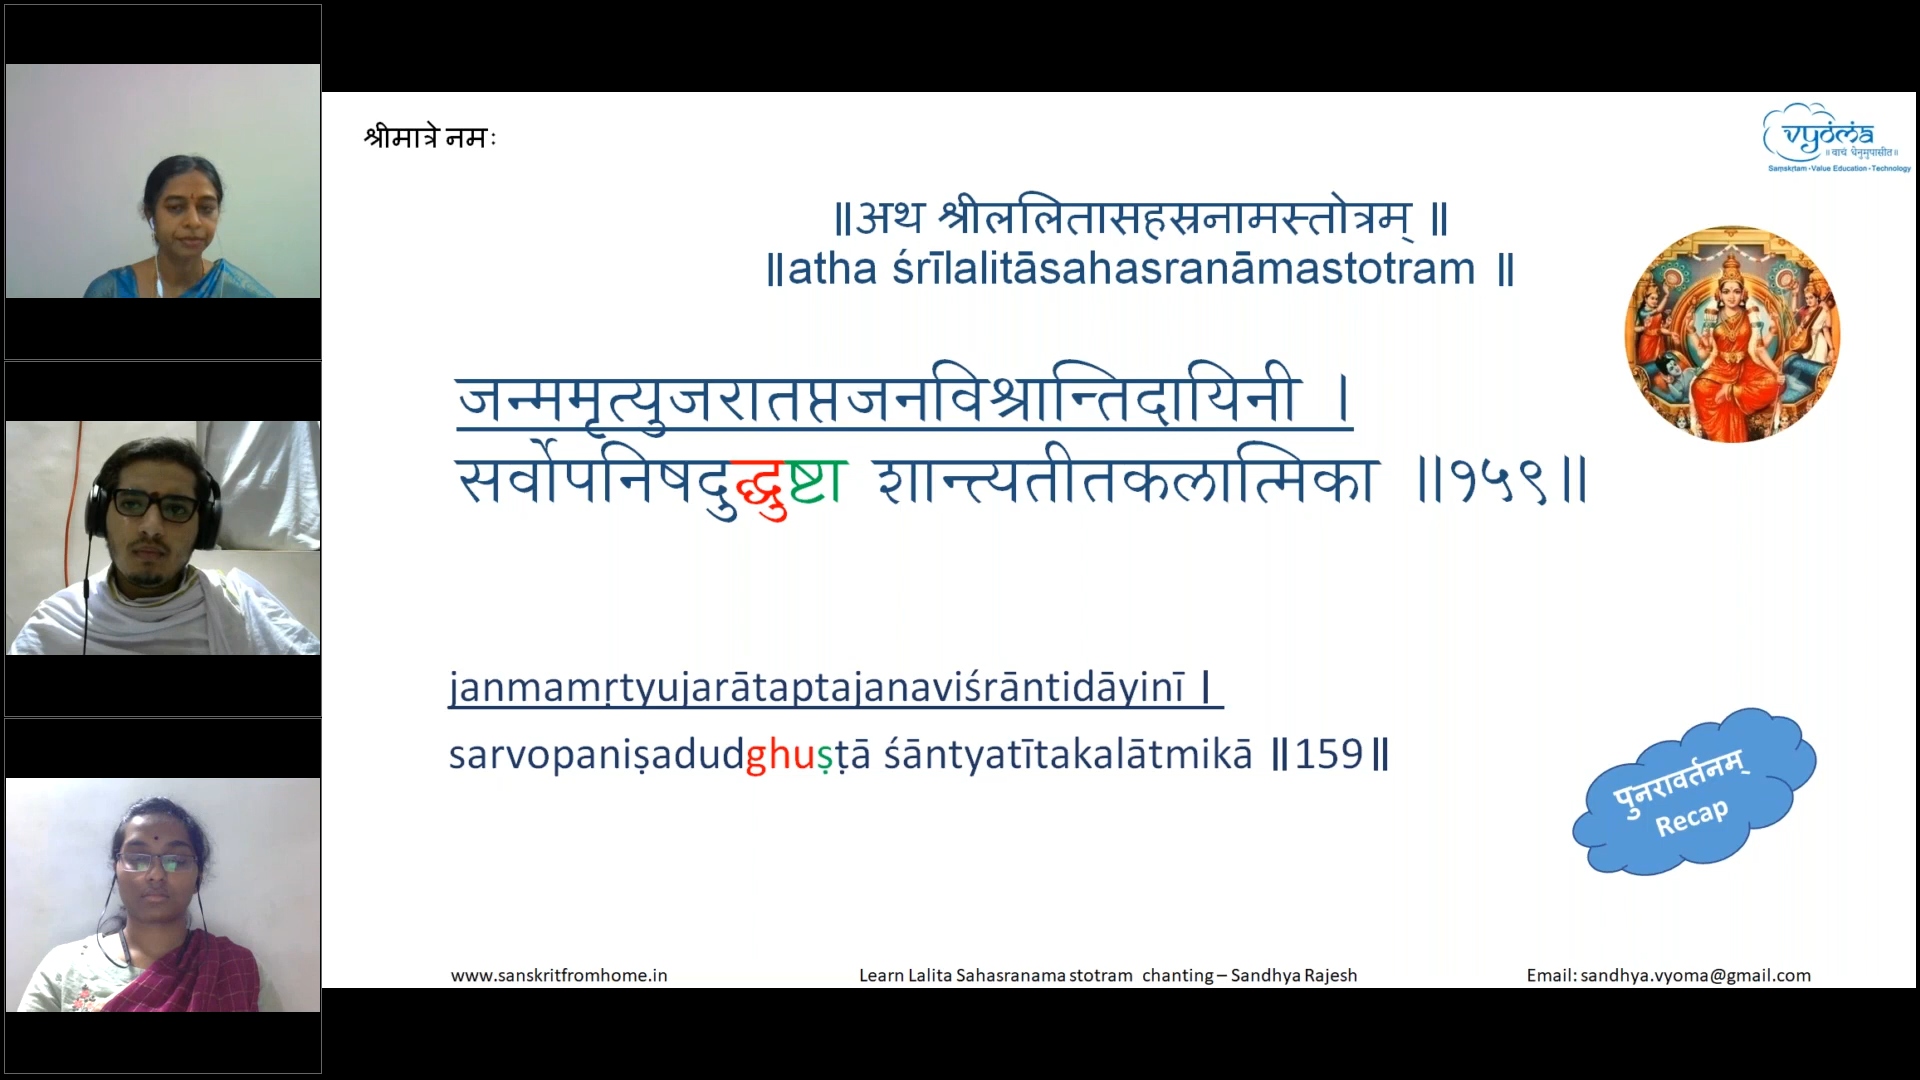 श्रीमात्रे नमः
vyoma
॥ वाचं धेनुमुपासीत॥
Saṃskṛtam • Value Education • Technology
॥अथ श्रीललितासहस्रनामस्तोत्रम् ॥
॥atha śrīlalitāsahasranāmastotram ॥
जन्ममृत्युजरातप्तजनविश्रान्तिदायिनी ।
सर्वोपनिषदुद्घुष्टा शान्त्यतीतकलात्मिका ॥१५९॥
janmamṛtyujarātaptajanaviśrāntidāyinī ।
sarvopaniṣadudghuṣṭā śāntyatītakalātmikā ॥159॥
पुनरावर्तनम्
Recap
www.sanskritfromhome.in
Learn Lalita Sahasranama stotram chanting – Sandhya Rajesh
Email: sandhya.vyoma@gmail.com